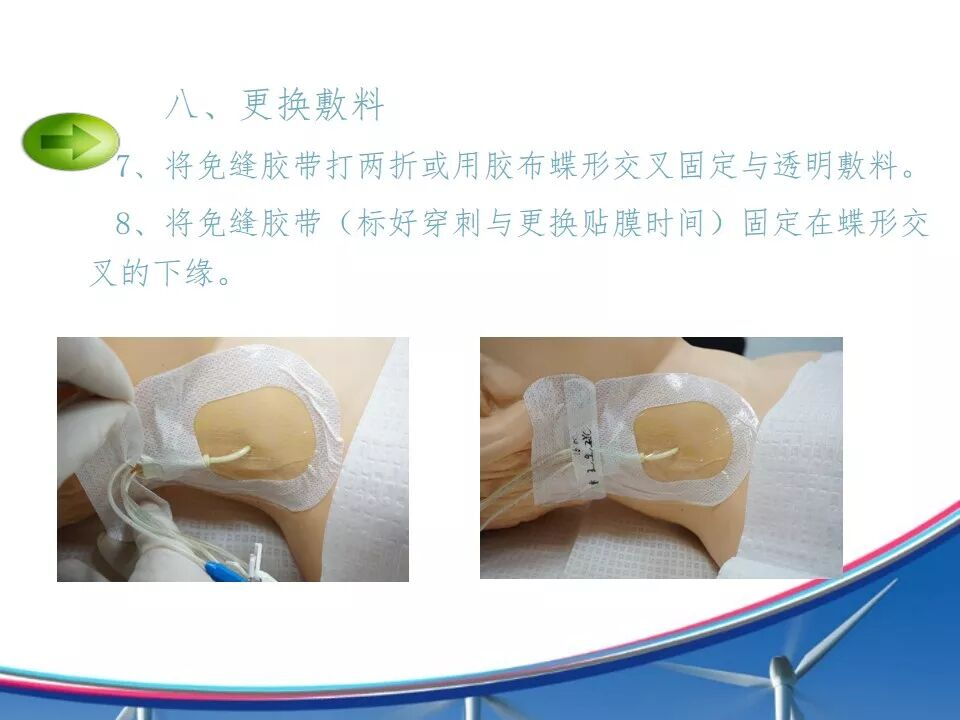 八、更换敷料
7、将免缝胶带打两折或用胶布蝶形交叉固定与透明敷料。
8、将免缝胶带（标好穿刺与更换贴膜时间）固定在蝶形交
叉的下缘。